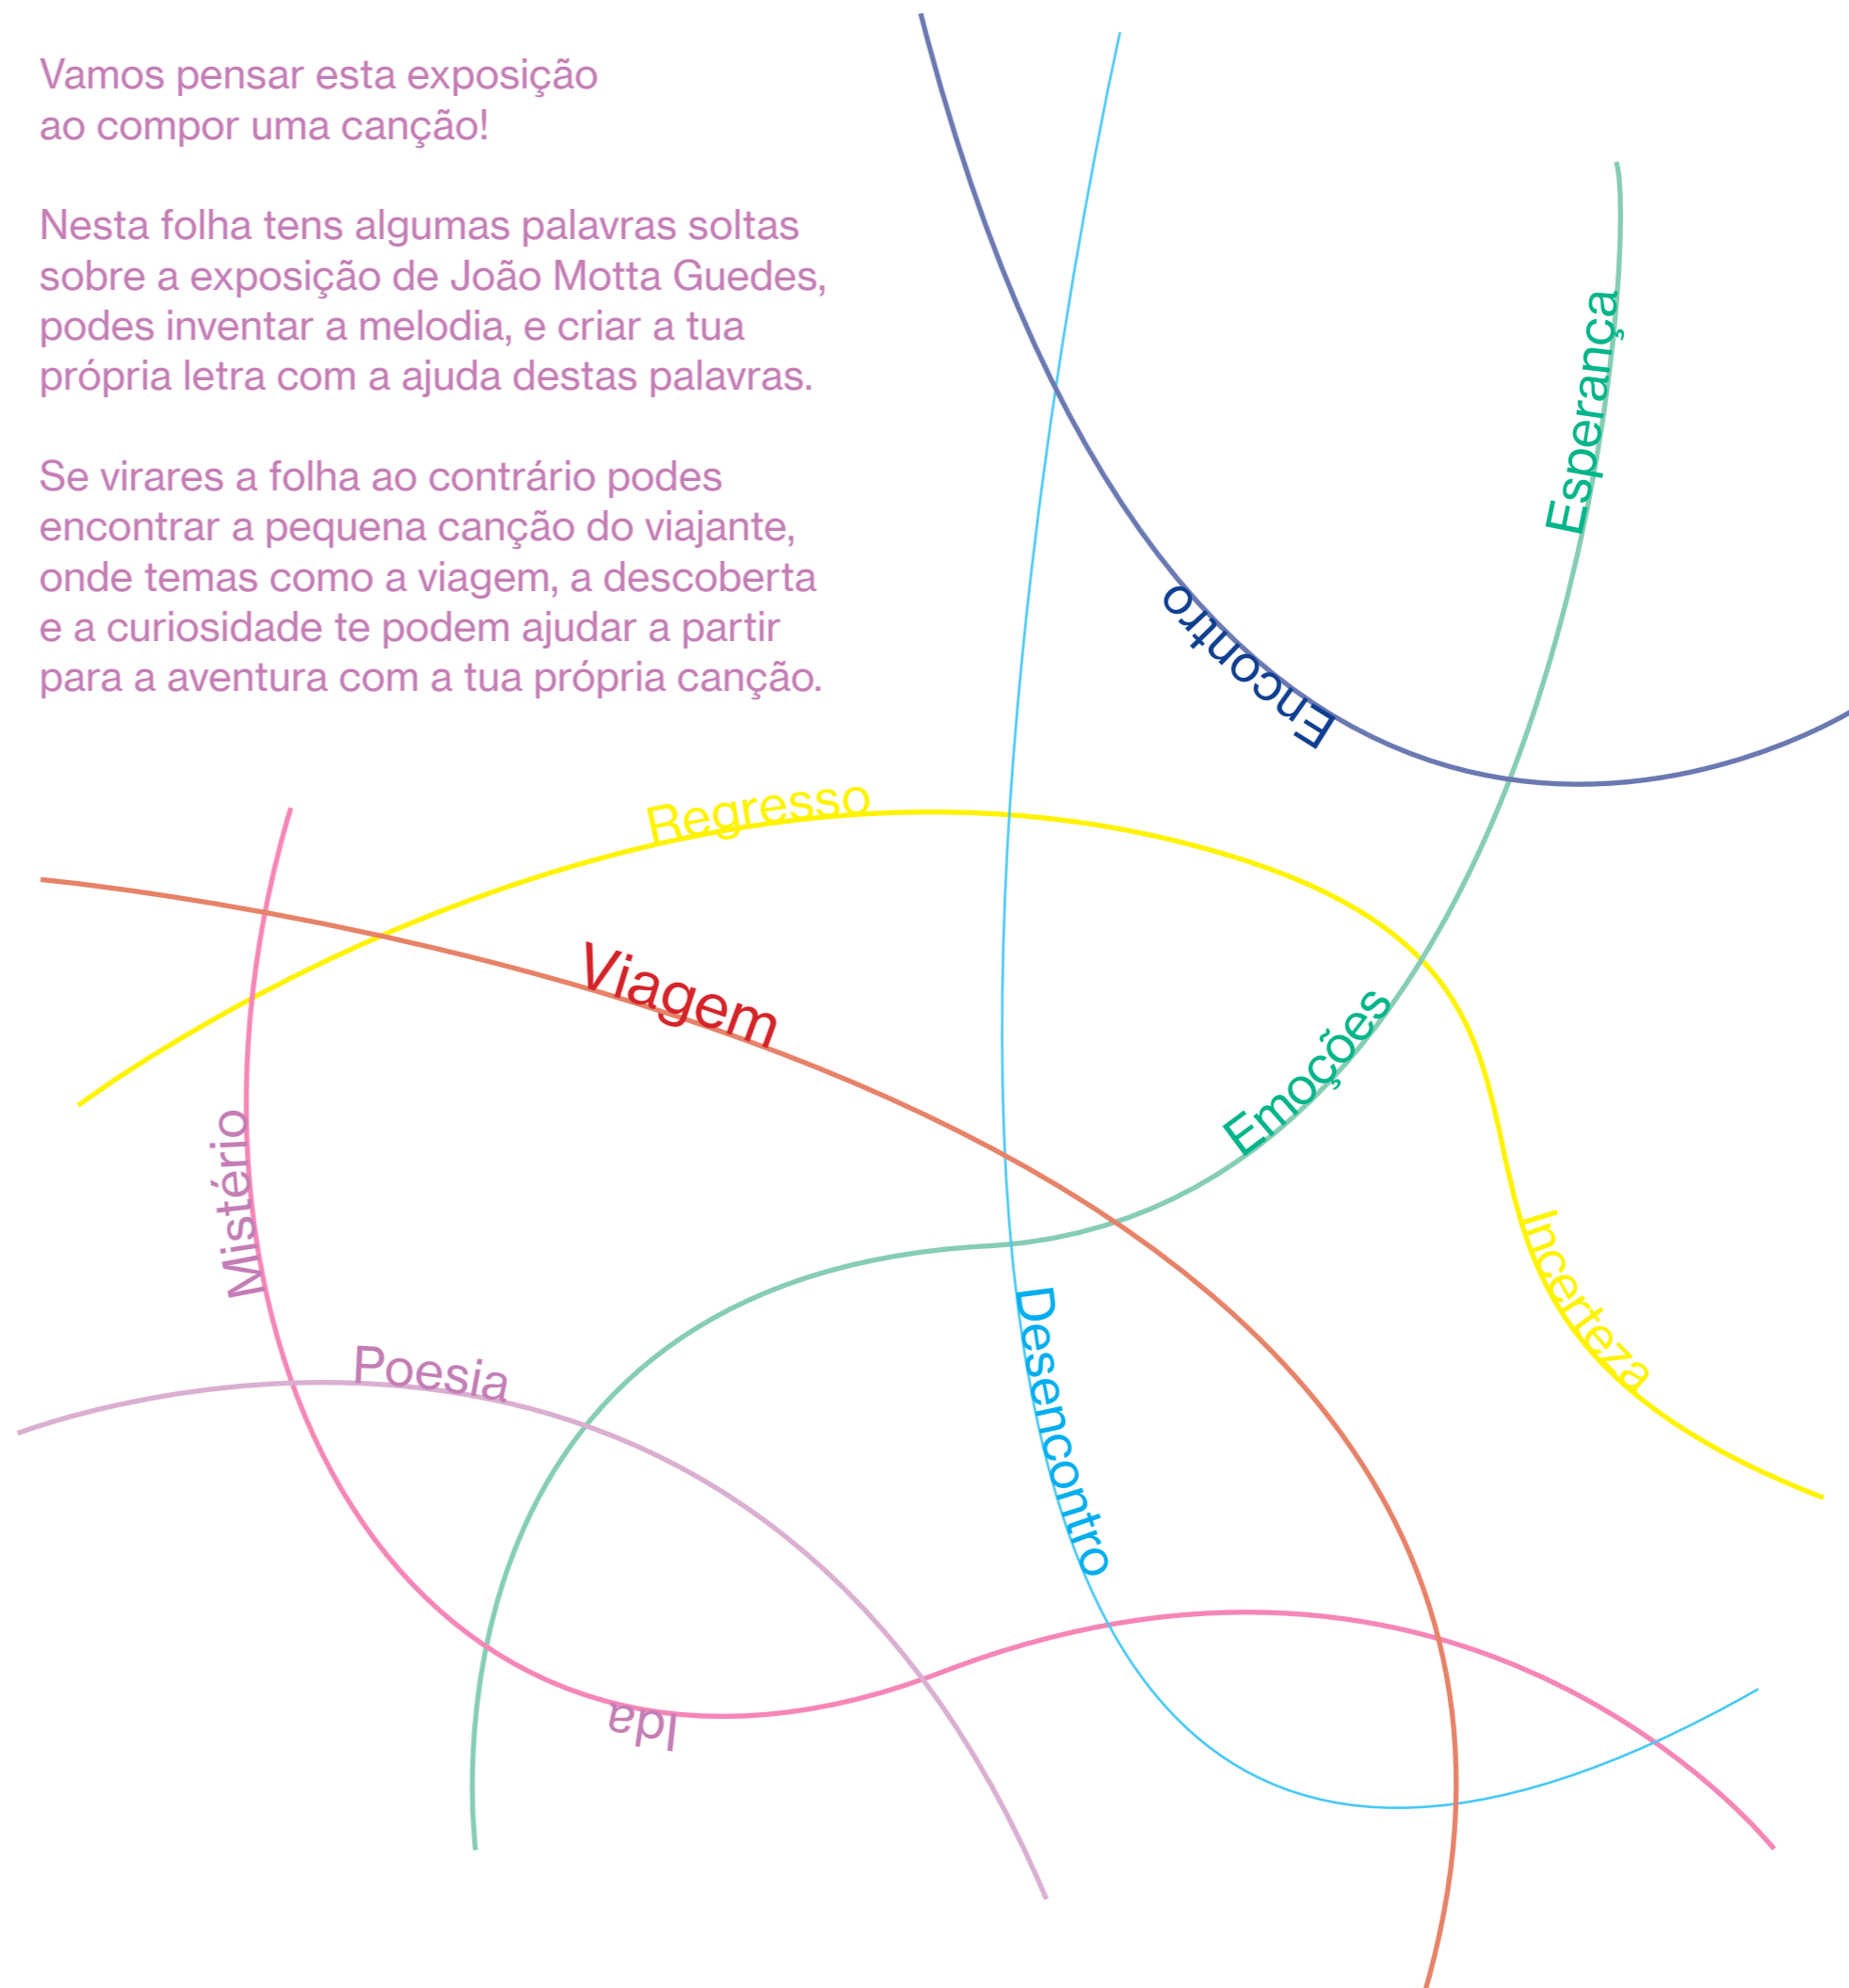 Vamos pensar esta exposição
ao compor uma canção!
Nesta folha tens algumas palavras soltas
sobre a exposição de João Motta Guedes,
podes inventar a melodia, e criar a tua
própria letra com a ajuda destas palavras.
Se virares a folha ao contrário podes
encontrar a pequena canção do viajante,
onde temas como a viagem, a descoberta
e a curiosidade te podem ajudar a partir
para a aventura com a tua própria canção.
Esperança
Encontro
Regresso
Viagem
Emoções
Mistério
Incerteza
Desencontro
Poesia
Ida